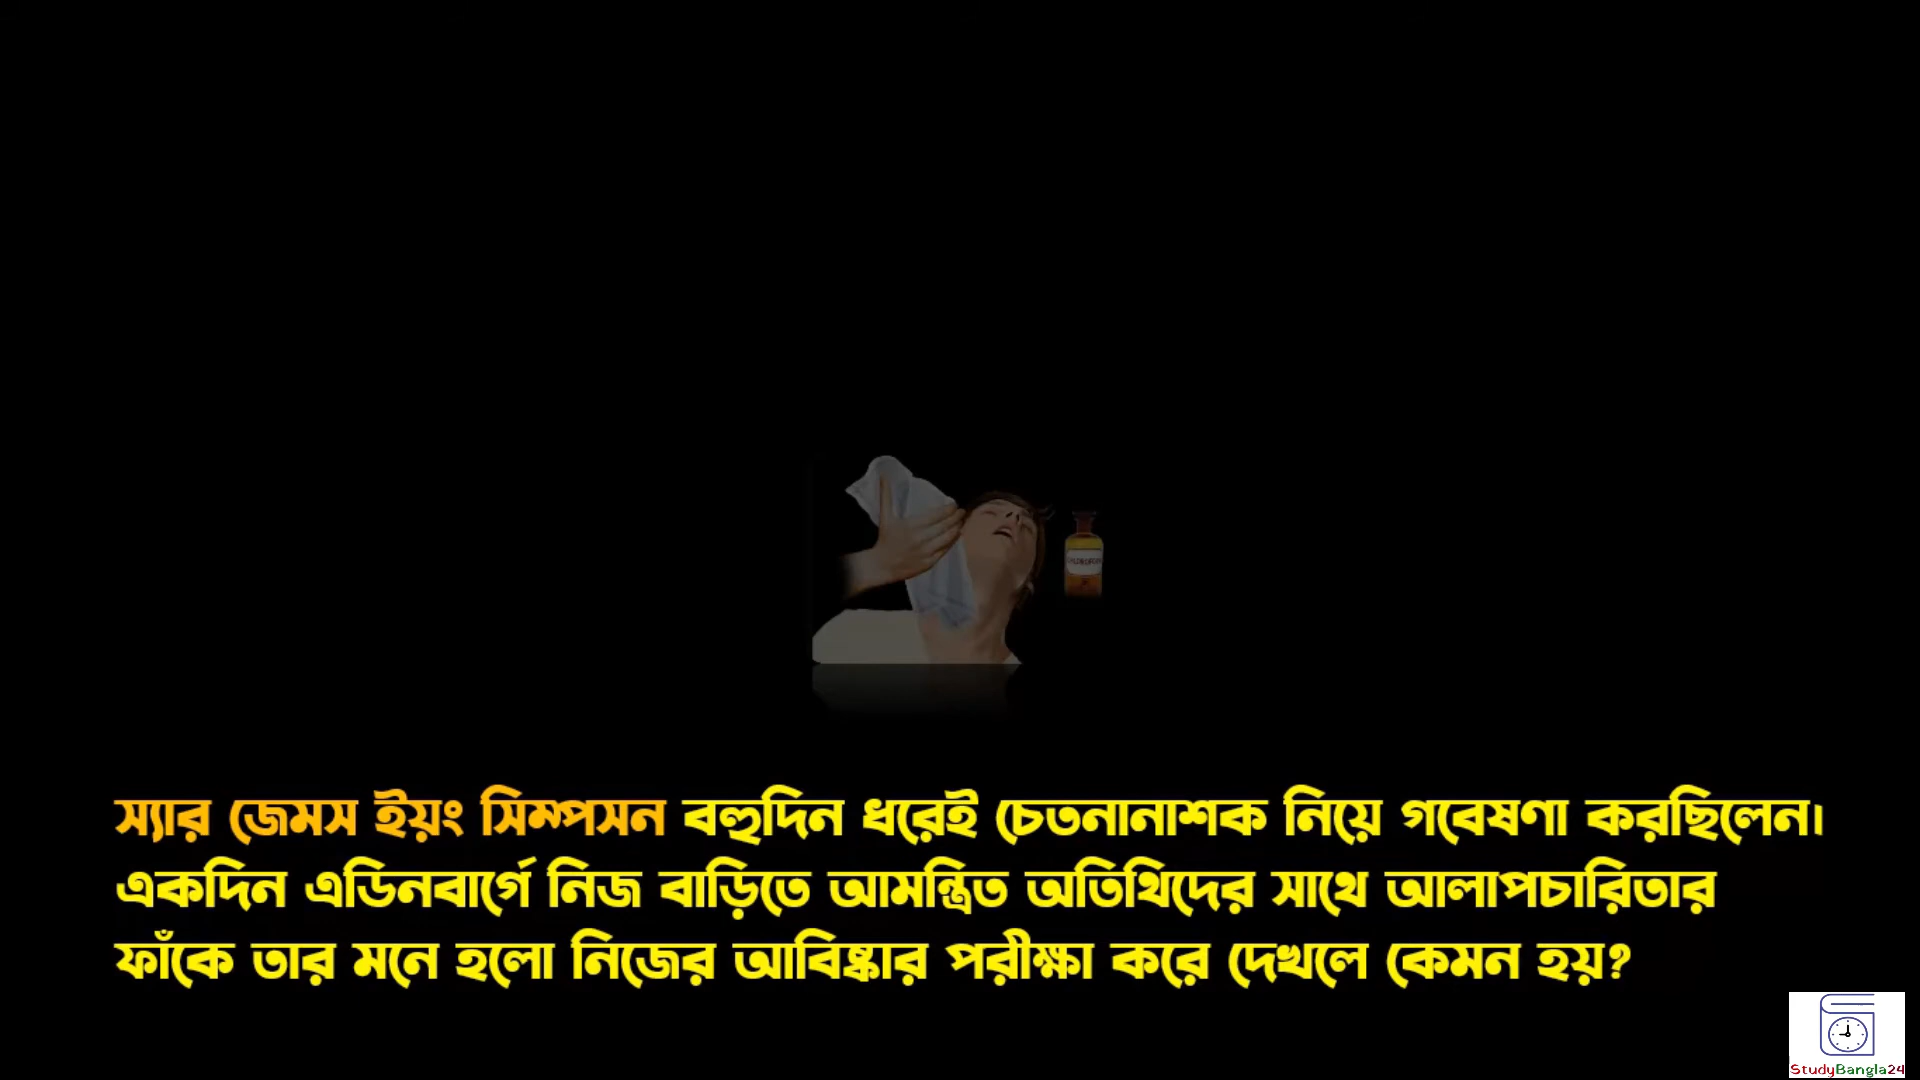 CHLOROFORM
স্যার জেমস ইয়ং সিম্পসন বহুদিন ধরেই চেতনানাশক নিয়ে গবেষণা করছিলেন।
একদিন এডিনবার্গে নিজ বাড়িতে আমন্ত্রিত অতিথিদের সাথে আলাপচারিতার
ফাঁকে তার মনে হলো নিজের আবিষ্কার পরীক্ষা করে দেখলে কেমন হয়?
StudyBangla24